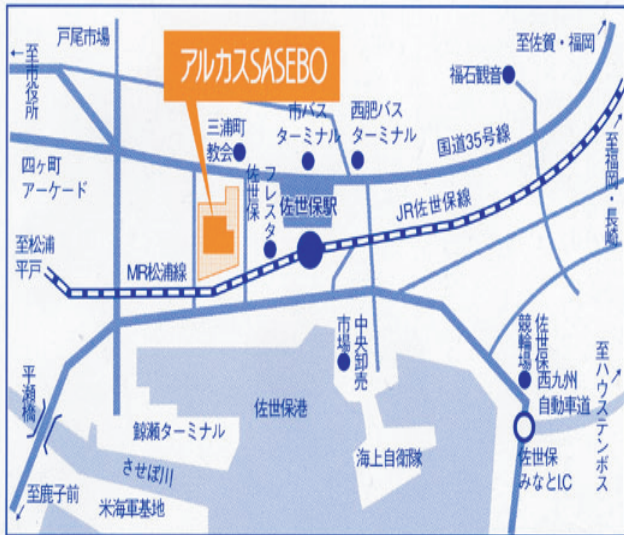 戸尾市場
←至市役所
アルカスSASEBO
至佐賀・福岡
福石観音
三浦町
教会
市バス
ターミナル
西肥バス
ターミナル
国道35号線
四ヶ町
アーケード
フレスタ
佐世保
佐世保駅
JR佐世保線
至福岡・長崎
至松浦
平戸
MR松浦線
中央卸売
市場
佐世保
競輪場
至ハウステンボス
西九州
自動車道
平瀬橋
佐世保港
鯨瀬ターミナル
させぼ川
海上自衛隊
佐世保
みなとI.C
至鹿子前
米海軍基地